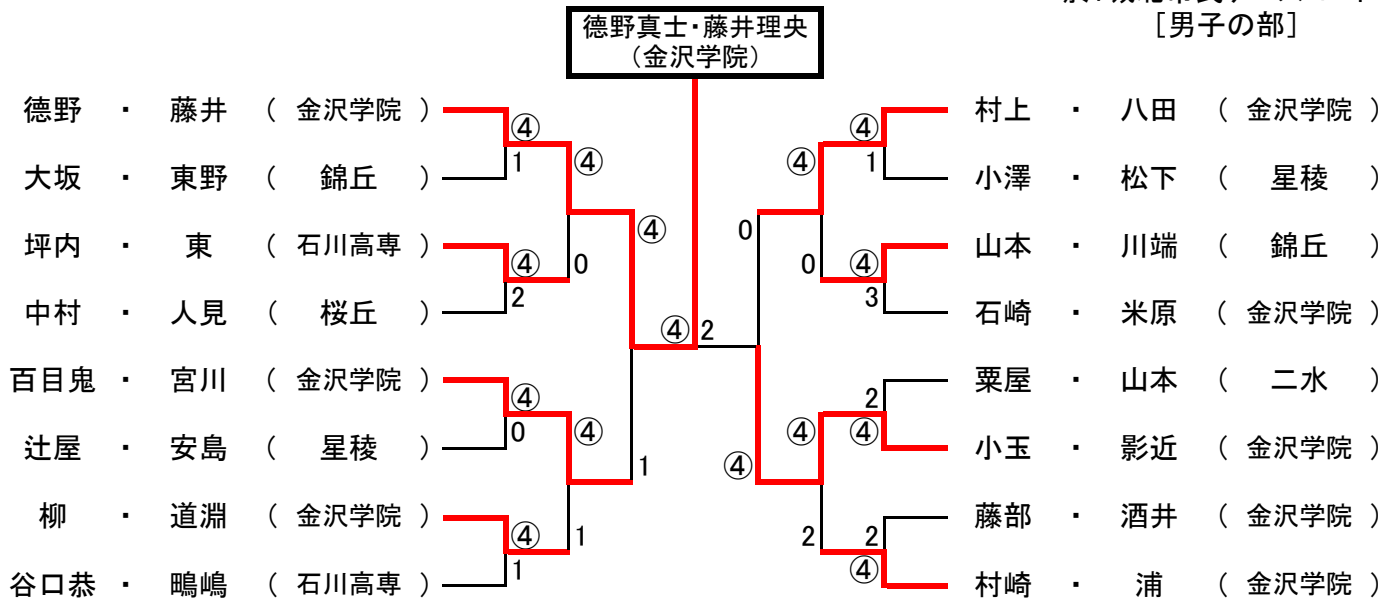 ［男子の部］
德野真士・藤井理央
（金沢学院）
德野 ・ 藤井 （ 金沢学院 ）
大坂 ・ 東野 （ 錦丘 ）
坪内 ・ 東 （ 石川高専 ）
中村 ・ 人見 （ 桜丘 ）
百目鬼 ・ 宮川 （ 金沢学院 ）
辻屋 ・ 安島 （ 星稜 ）
柳 ・ 道淵 （ 金沢学院 ）
谷口恭 ・ 鴫嶋 （ 石川高専 ）
④
1
④
2
④
0
④
1
④
0
④
1
④
1
④ 2
0
④
④
0
④
2
④
1
④
3
2
④
2
④
村上 ・ 八田 （ 金沢学院 ）
小澤 ・ 松下 （ 星稜 ）
山本 ・ 川端 （ 錦丘 ）
石崎 ・ 米原 （ 金沢学院 ）
粟屋 ・ 山本 （ 二水 ）
小玉 ・ 影近 （ 金沢学院 ）
藤部 ・ 酒井 （ 金沢学院 ）
村崎 ・ 浦 （ 金沢学院 ）